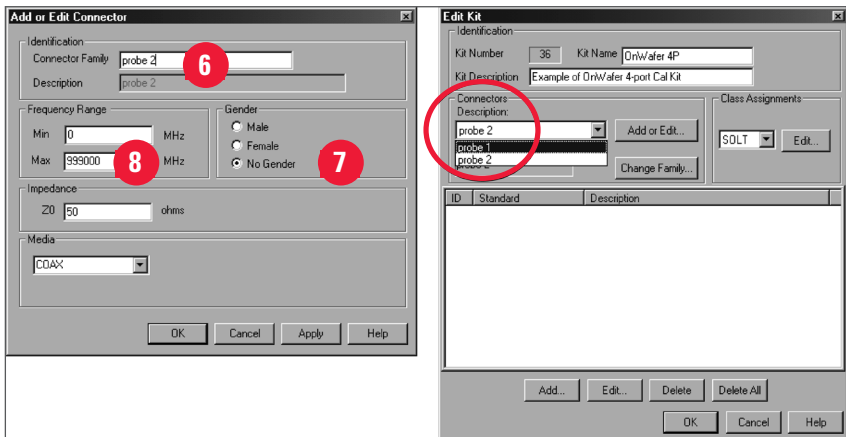 Add or Edit Connector
Identification
Connector Family probe 2
6
Description probe 2
Frequency Range
Min 0 MHz
Max 999000 MHz
8
Gender
Male
Female
No Gender
7
Impedance
Z0 50 ohms
Media
COAX
OK Cancel Apply Help
Edit Kit
Identification
Kit Number 36 Kit Name OnWafer 4P
Kit Description Example of OnWafer 4-port Cal Kit
Connectors
Description:
probe 2 Add or Edit...
probe 1
probe 2
probe 2 Change Family...
Class Assignments
SOLT Edit...
ID Standard Description
Add... Edit... Delete Delete All
OK Cancel Help